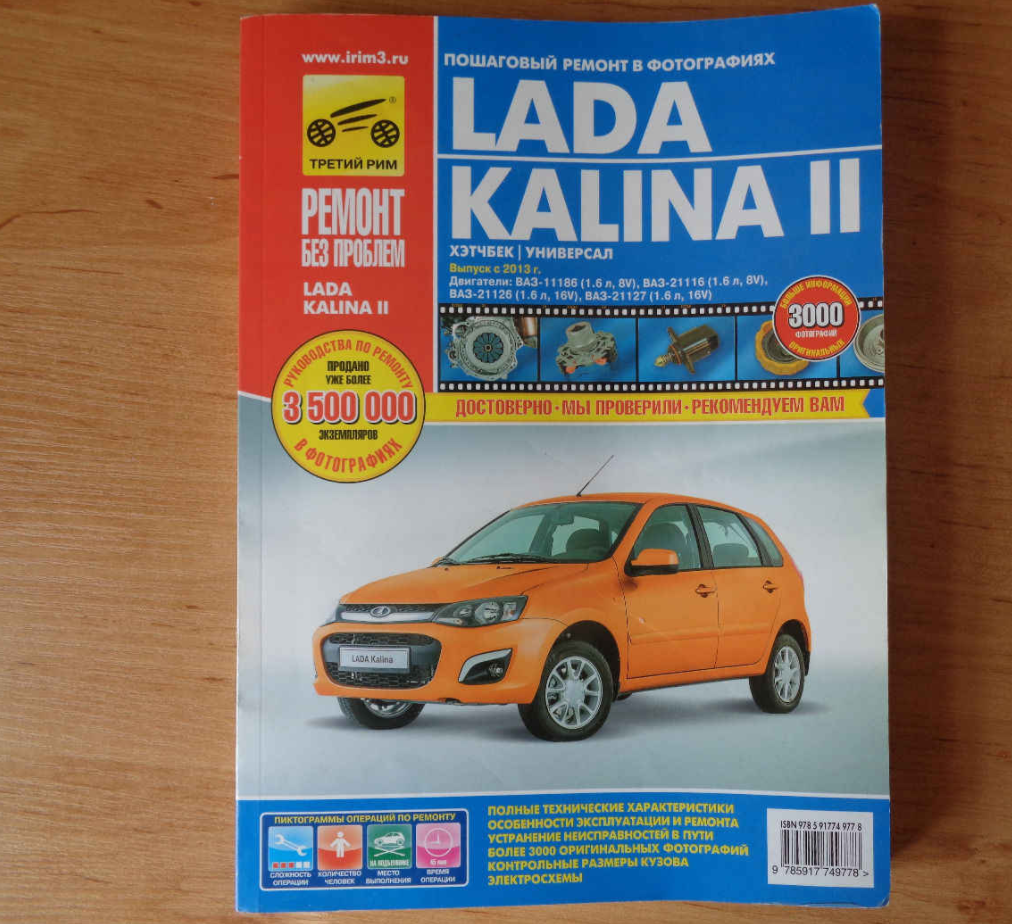 www.irim3.ru
ТРЕТИЙ РИМ
®
РЕМОНТ
БЕЗ ПРОБЛЕМ
LADA
KALINA II
ПОШАГОВЫЙ РЕМОНТ В ФОТОГРАФИЯХ
LADA
KALINA II
ХЭТЧБЕК | УНИВЕРСАЛ
Выпуск с 2013 г.
Двигатели: ВАЗ-11186 (1.6 л, 8V), ВАЗ-21116 (1.6 л, 8V),
ВАЗ-21126 (1.6 л, 16V), ВАЗ-21127 (1.6 л, 16V)
БОЛЬШЕ ИНФОРМАЦИИ
3000
ФОТОГРАФИЙ
ОРИГИНАЛЬНЫХ
РУКОВОДСТВА ПО РЕМОНТУ
ПРОДАНО
УЖЕ БОЛЕЕ
3 500 000
ЭКЗЕМПЛЯРОВ
В ФОТОГРАФИЯХ
ДОСТОВЕРНО · МЫ ПРОВЕРИЛИ · РЕКОМЕНДУЕМ ВАМ
LADA Kalina
ПИКТОГРАММЫ ОПЕРАЦИЙ ПО РЕМОНТУ
СЛОЖНОСТЬ
ОПЕРАЦИИ
КОЛИЧЕСТВО
ЧЕЛОВЕК
НА ПОДЪЕМНИКЕ
МЕСТО
ВЫПОЛНЕНИЯ
45 мин
ВРЕМЯ
ОПЕРАЦИИ
ПОЛНЫЕ ТЕХНИЧЕСКИЕ ХАРАКТЕРИСТИКИ
ОСОБЕННОСТИ ЭКСПЛУАТАЦИИ И РЕМОНТА
УСТРАНЕНИЕ НЕИСПРАВНОСТЕЙ В ПУТИ
БОЛЕЕ 3000 ОРИГИНАЛЬНЫХ ФОТОГРАФИЙ
КОНТРОЛЬНЫЕ РАЗМЕРЫ КУЗОВА
ЭЛЕКТРОСХЕМЫ
ISBN 978 5 91774 977 8
9 785917 749778 >